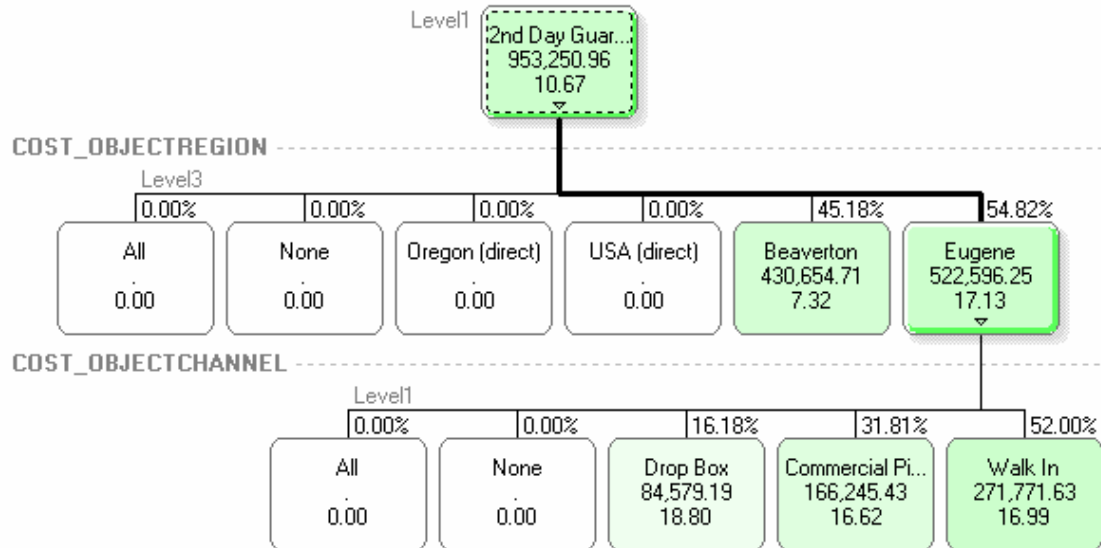 Level1
2nd Day Guar...
953,250.96
10.67
COST_OBJECTREGION
Level3
0.00% 0.00% 0.00% 0.00% 45.18% 54.82%
All None Oregon (direct) USA (direct) Beaverton Eugene
. . . . 430,654.71 522,596.25
0.00 0.00 0.00 0.00 7.32 17.13
COST_OBJECTCHANNEL
Level1
0.00% 0.00% 16.18% 31.81% 52.00%
All None Drop Box Commercial Pi... Walk In
. . 84,579.19 166,245.43 271,771.63
0.00 0.00 18.80 16.62 16.99